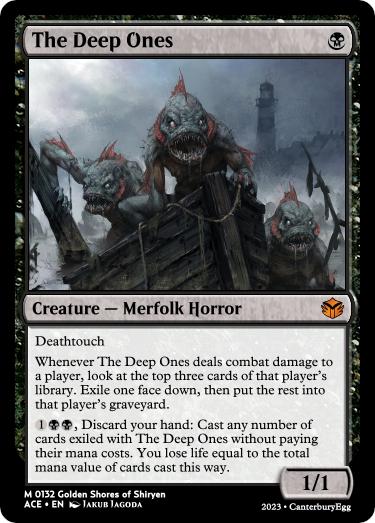 The Deep Ones
Creature — Merfolk Horror
Deathtouch
Whenever The Deep Ones deals combat damage to
a player, look at the top three cards of that player's
library. Exile one face down, then put the rest into
that player's graveyard.
1, Discard your hand: Cast any number of
cards exiled with The Deep Ones without paying
their mana costs. You lose life equal to the total
mana value of cards cast this way.
1/1
M 0132 Golden Shores of Shiryen
ACE • EN Jakub Jagoda
2023 • CanterburyEgg